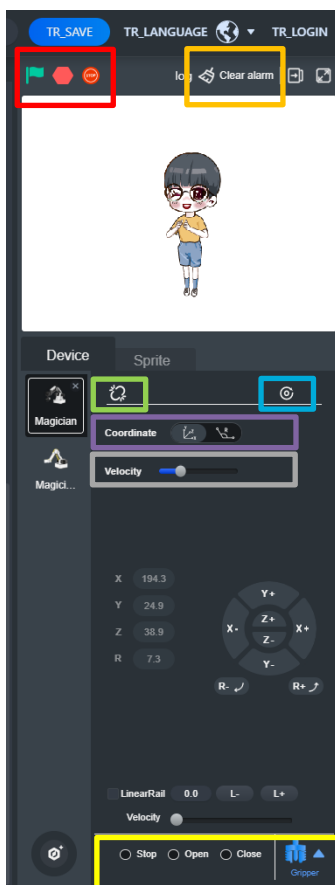 TR_SAVE TR_LANGUAGE TR_LOGIN
STOP
log Clear alarm
Device Sprite
Magician
Coordinate
Magici...
Velocity
X 194.3
Y 24.9
Z 38.9
R 7.3
Y+
Z+
X- X+
Z-
Y-
R- R+
LinearRail 0.0 L- L+
Velocity
Stop Open Close
Gripper